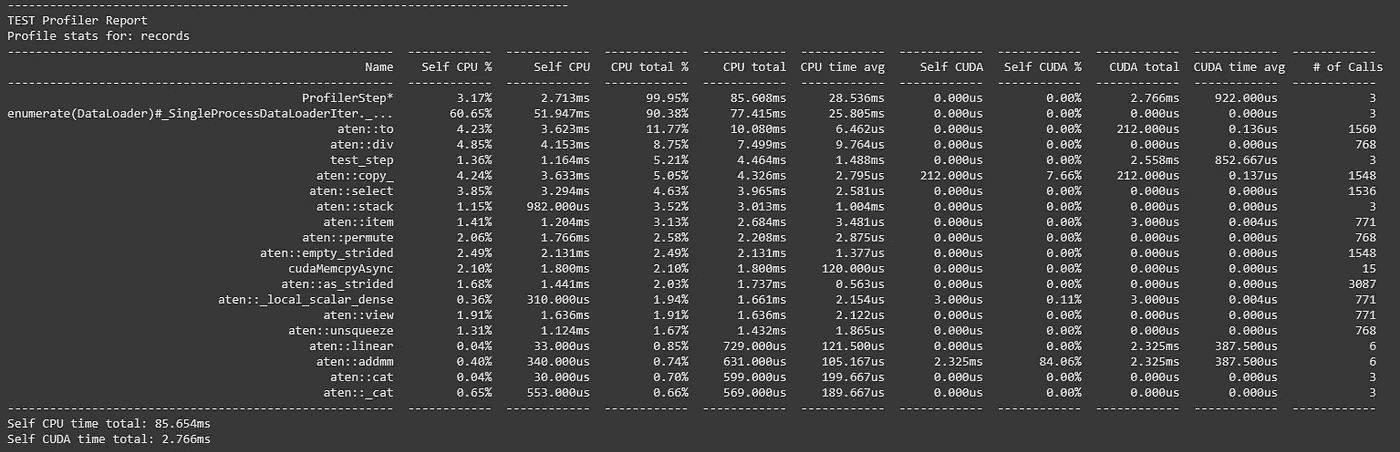 TEST Profiler Report
Profile stats for: records
Name Self CPU % Self CPU CPU total % CPU total CPU time avg Self CUDA Self CUDA % CUDA total CUDA time avg # of Calls
ProfilerStep* 3.17% 2.713ms 99.95% 85.608ms 28.536ms 0.000us 0.00% 2.766ms 922.000us 3
enumerate(DataLoader)#_SingleProcessDataLoaderIter._... 60.65% 51.947ms 90.38% 77.415ms 25.805ms 0.000us 0.00% 0.000us 0.000us 3
aten::to 4.23% 3.623ms 11.77% 10.080ms 6.462us 0.000us 0.00% 212.000us 0.136us 1560
aten::div 4.85% 4.153ms 8.75% 7.499ms 9.764us 0.000us 0.00% 0.000us 0.000us 768
test_step 1.36% 1.164ms 5.21% 4.464ms 1.488ms 0.000us 0.00% 2.558ms 852.667us 3
aten::copy_ 4.24% 3.633ms 5.05% 4.326ms 2.795us 212.000us 7.66% 212.000us 0.137us 1548
aten::select 3.85% 3.294ms 4.63% 3.965ms 2.581us 0.000us 0.00% 0.000us 0.000us 1536
aten::stack 1.15% 982.000us 3.52% 3.013ms 1.004ms 0.000us 0.00% 0.000us 0.000us 3
aten::item 1.41% 1.204ms 3.13% 2.684ms 3.481us 0.000us 0.00% 3.000us 0.004us 771
aten::permute 2.06% 1.766ms 2.58% 2.208ms 2.875us 0.000us 0.00% 0.000us 0.000us 768
aten::empty_strided 2.49% 2.131ms 2.49% 2.131ms 1.377us 0.000us 0.00% 0.000us 0.000us 1548
cudaMemcpyAsync 2.10% 1.800ms 2.10% 1.800ms 120.000us 0.000us 0.00% 0.000us 0.000us 15
aten::as_strided 1.68% 1.441ms 2.03% 1.737ms 0.563us 0.000us 0.00% 0.000us 0.000us 3087
aten::_local_scalar_dense 0.36% 310.000us 1.94% 1.661ms 2.154us 3.000us 0.11% 3.000us 0.004us 771
aten::view 1.91% 1.636ms 1.91% 1.636ms 2.122us 0.000us 0.00% 0.000us 0.000us 771
aten::unsqueeze 1.31% 1.124ms 1.67% 1.432ms 1.865us 0.000us 0.00% 0.000us 0.000us 768
aten::linear 0.04% 33.000us 0.85% 729.000us 121.500us 0.000us 0.00% 2.325ms 387.500us 6
aten::addmm 0.40% 340.000us 0.74% 631.000us 105.167us 2.325ms 84.06% 2.325ms 387.500us 6
aten::cat 0.04% 30.000us 0.70% 599.000us 199.667us 0.000us 0.00% 0.000us 0.000us 3
aten::_cat 0.65% 553.000us 0.66% 569.000us 189.667us 0.000us 0.00% 0.000us 0.000us 3
Self CPU time total: 85.654ms
Self CUDA time total: 2.766ms